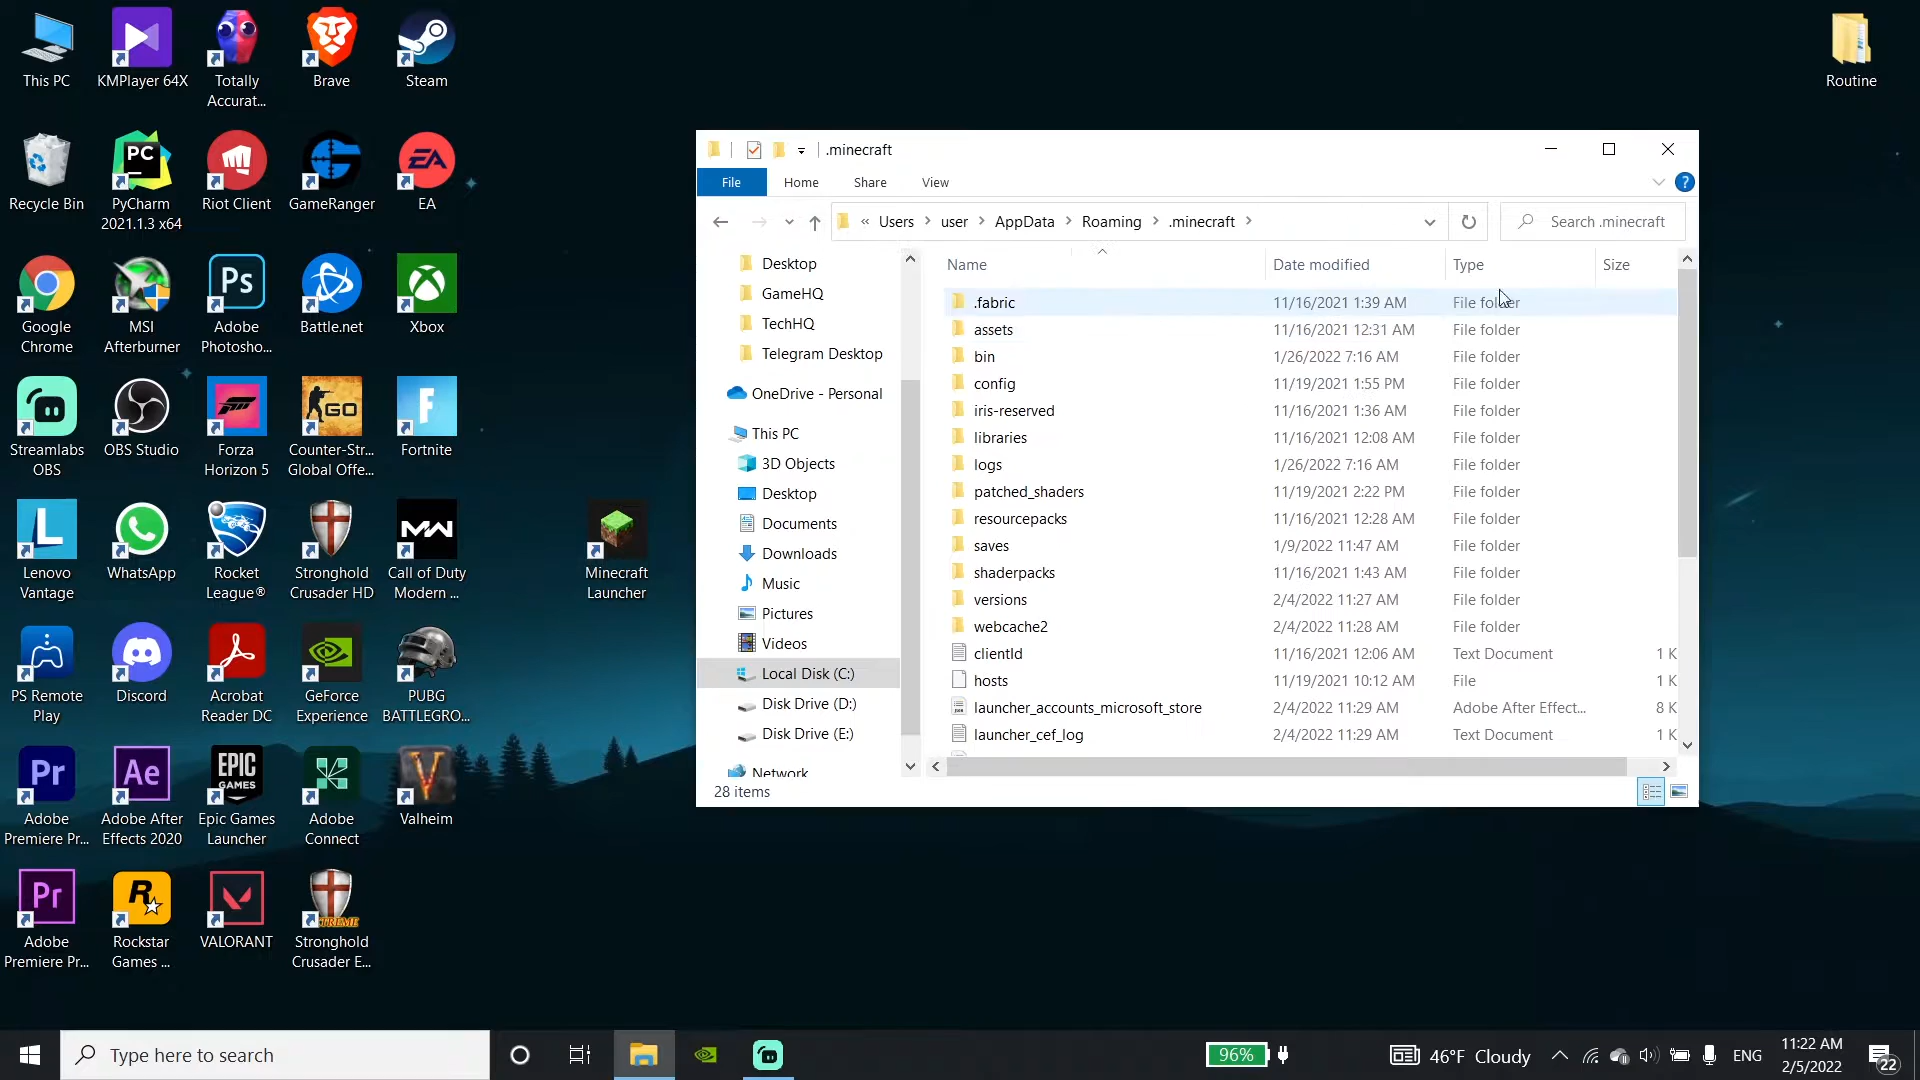 This PC
KMPlayer 64X
Totally
Accurat...
Brave
Steam
Routine
Recycle Bin
PC
PyCharm
2021.1.3 x64
Riot Client
GameRanger
EA
EA
Google
Chrome
MSI
Afterburner
Ps
Adobe
Photosho...
Battle.net
Xbox
Streamlabs
OBS
OBS Studio
Forza
Horizon 5
GO
Counter-Str...
Global Offe...
F
Fortnite
L
Lenovo
Vantage
WhatsApp
Rocket
League®
Stronghold
Crusader HD
MW
Call of Duty
Modern ...
Minecraft
Launcher
PS Remote
Play
Discord
Acrobat
Reader DC
GeForce
Experience
PUBG
BATTLEGRO...
Pr
Adobe
Premiere Pr...
Ae
Adobe After
Effects 2020
EPIC
GAMES
Epic Games
Launcher
Adobe
Connect
V
Valheim
Pr
Adobe
Premiere Pr...
R
Rockstar
Games ...
VALORANT
Stronghold
Crusader E...
.minecraft
File Home Share View ?
« Users > user > AppData > Roaming > .minecraft >
Search .minecraft
Desktop
GameHQ
TechHQ
Telegram Desktop
OneDrive - Personal
This PC
3D Objects
Desktop
Documents
Downloads
Music
Pictures
Videos
Local Disk (C:)
Disk Drive (D:)
Disk Drive (E:)
Network
Name Date modified Type Size
.fabric 11/16/2021 1:39 AM File folder
assets 11/16/2021 12:31 AM File folder
bin 1/26/2022 7:16 AM File folder
config 11/19/2021 1:55 PM File folder
iris-reserved 11/16/2021 1:36 AM File folder
libraries 11/16/2021 12:08 AM File folder
logs 1/26/2022 7:16 AM File folder
patched_shaders 11/19/2021 2:22 PM File folder
resourcepacks 11/16/2021 12:28 AM File folder
saves 1/9/2022 11:47 AM File folder
shaderpacks 11/16/2021 1:43 AM File folder
versions 2/4/2022 11:27 AM File folder
webcache2 2/4/2022 11:28 AM File folder
clientId 11/16/2021 12:06 AM Text Document 1 K
hosts 11/19/2021 10:12 AM File 1 K
launcher_accounts_microsoft_store 2/4/2022 11:29 AM Adobe After Effect... 8 K
launcher_cef_log 2/4/2022 11:29 AM Text Document 1 K
28 items
Type here to search
96%
46°F Cloudy
ENG
11:22 AM
2/5/2022
22